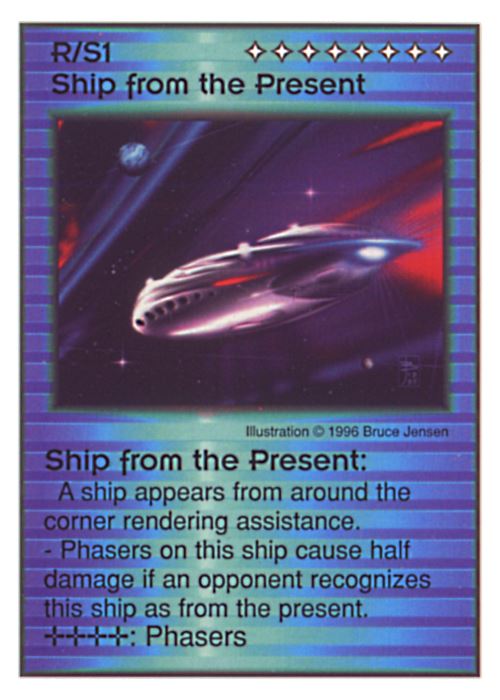 R/S1
Ship from the Present
Illustration © 1996 Bruce Jensen
Ship from the Present:
A ship appears from around the
corner rendering assistance.
- Phasers on this ship cause half
damage if an opponent recognizes
this ship as from the present.
: Phasers